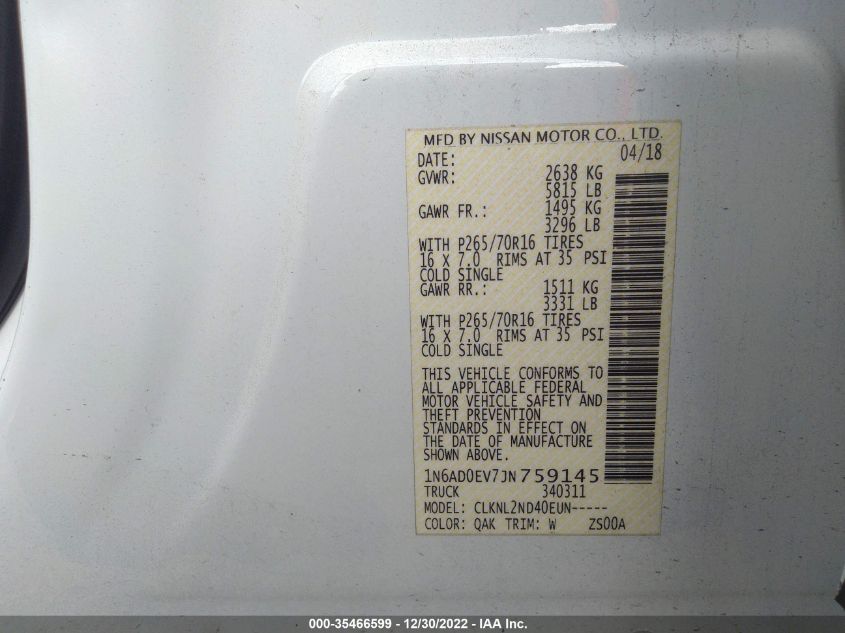 MFD BY NISSAN MOTOR CO., LTD.
DATE: 04/18
GVWR: 2638 KG
5815 LB
GAWR FR.: 1495 KG
3296 LB
WITH P265/70R16 TIRES
16 X 7.0 RIMS AT 35 PSI
COLD SINGLE
GAWR RR.: 1511 KG
3331 LB
WITH P265/70R16 TIRES
16 X 7.0 RIMS AT 35 PSI
COLD SINGLE
THIS VEHICLE CONFORMS TO
ALL APPLICABLE FEDERAL
MOTOR VEHICLE SAFETY AND
THEFT PREVENTION
STANDARDS IN EFFECT ON
THE DATE OF MANUFACTURE
SHOWN ABOVE.
1N6AD0EV7JN759145
TRUCK 340311
MODEL: CLKNL2ND40EUN-----
COLOR: QAK TRIM: W ZS00A
000-35466599 - 12/30/2022 - IAA Inc.